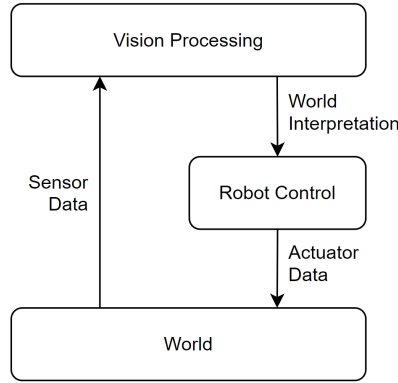 Vision Processing
World
Interpretation
Sensor
Data
Robot Control
Actuator
Data
World